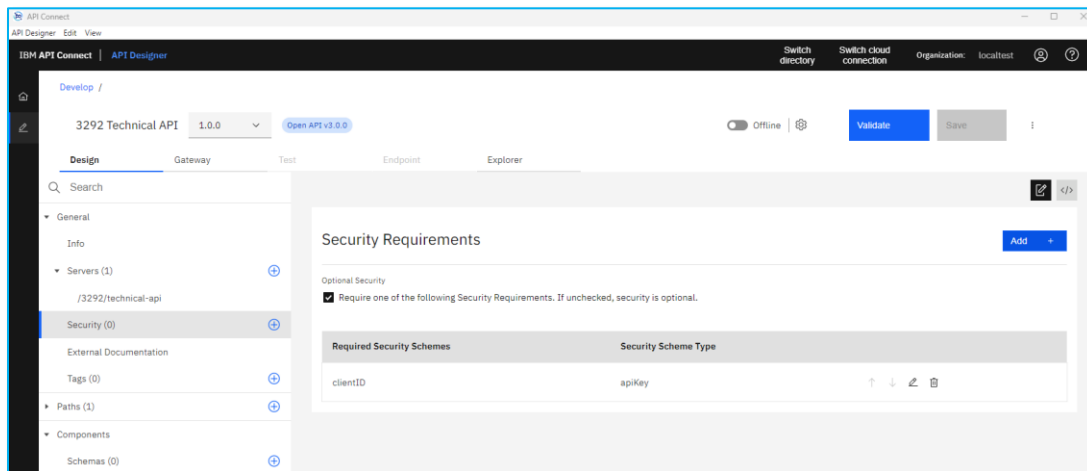 API Connect
API Designer Edit View
IBM API Connect | API Designer
Switch directory
Switch cloud connection
Organization: localtest
Develop /
3292 Technical API 1.0.0 Open API v3.0.0 Offline Validate Save
Design Gateway Test Endpoint Explorer
Search
General
Info
Servers (1)
/3292/technical-api
Security (0)
External Documentation
Tags (0)
Paths (1)
Components
Schemas (0)
</>
Security Requirements
Add +
Optional Security
Require one of the following Security Requirements. If unchecked, security is optional.
Required Security Schemes Security Scheme Type
clientID apiKey